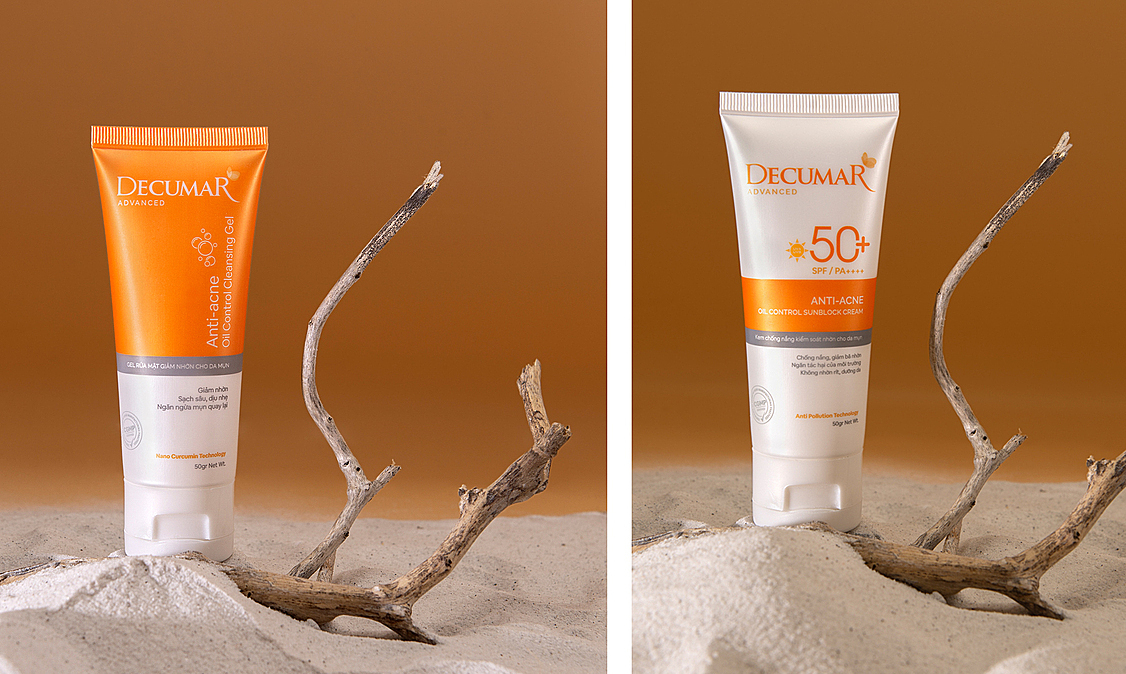 DECUMAR
ADVANCED
Anti-acne
Oil Control Cleansing Gel
GEL RỬA MẶT GIẢM NHỜN CHO DA MỤN
Giảm nhờn
Sạch sâu, dịu nhẹ
Ngăn ngừa mụn quay lại
CGMP
Nano Curcumin Technology
50gr Net Wt.
DECUMAR
ADVANCED
50+
SPF / PA++++
ANTI-ACNE
OIL CONTROL SUNBLOCK CREAM
Kem chống nắng kiểm soát nhờn cho da mụn
Chống nắng, giảm bã nhờn
Ngăn tác hại của môi trường
Không nhờn rít, dưỡng da
CGMP
Anti Pollution Technology
50gr Net Wt.